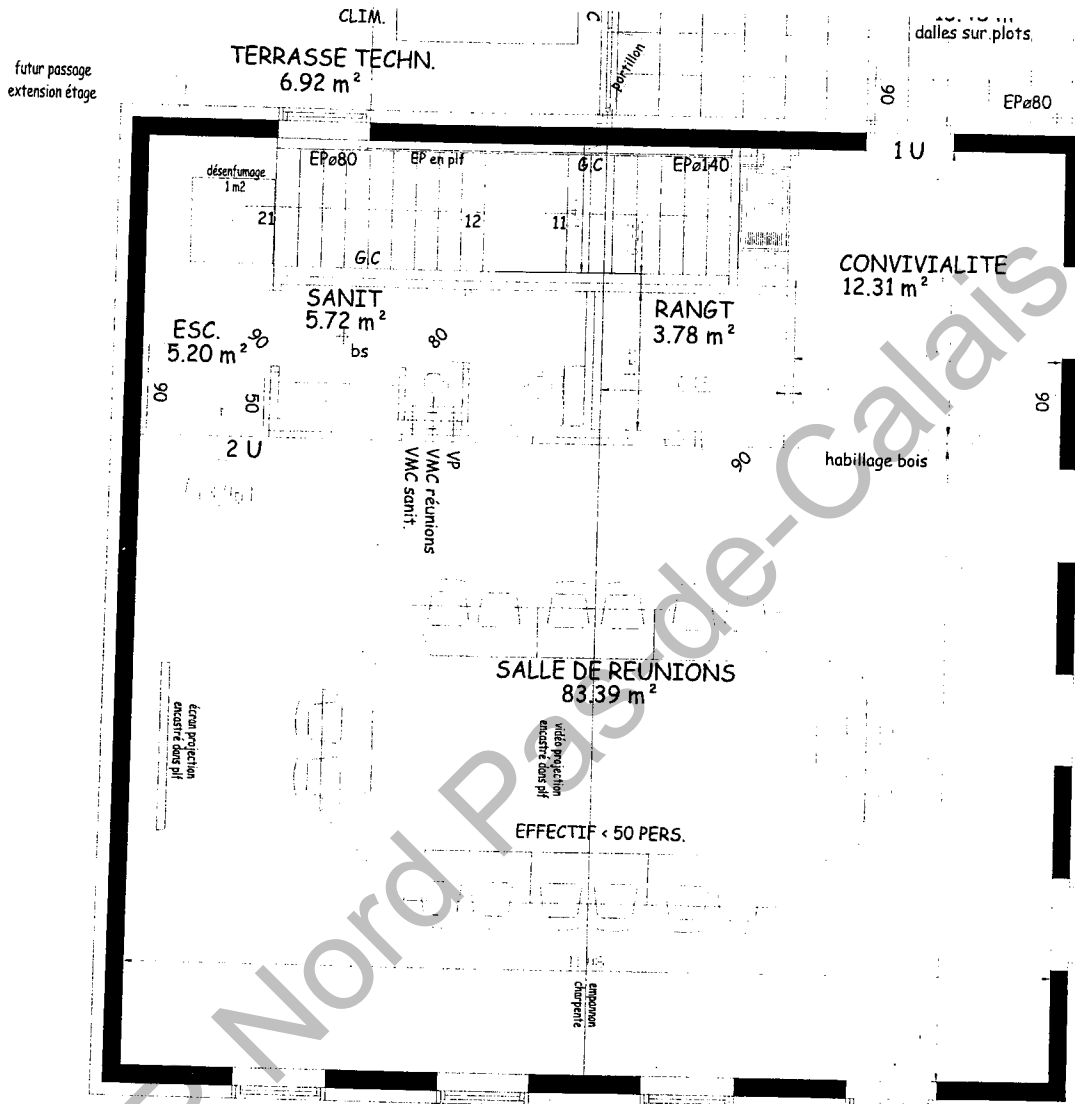 CLIM.
dalles sur plots
TERRASSE TECHN.
6.92 m²
portillon
futur passage
extension étage
90
EPø80
1 U
EPø80
EP en plf
G.C
EPø140
désenfumage
1 m2
21
12
11
G.C
CONVIVIALITE
12.31 m²
SANIT
5.72 m²
RANGT
3.78 m²
ESC.
5.20 m²
90
bs
80
90
50
90
2 U
VMC sanit.
VMC réunions
VP
90
habillage bois
SALLE DE REUNIONS
83.39 m²
écran projection
encastré dans plf
vidéo projection
encastré dans plf
EFFECTIF < 50 PERS.
empannon
charpente
Nord Pas-de-Calais